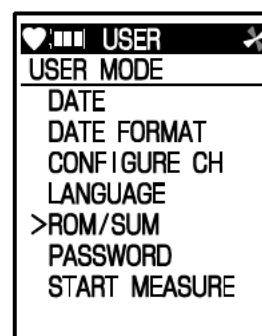 USER
USER MODE
DATE
DATE FORMAT
CONFIGURE CH
LANGUAGE
>ROM/SUM
PASSWORD
START MEASURE